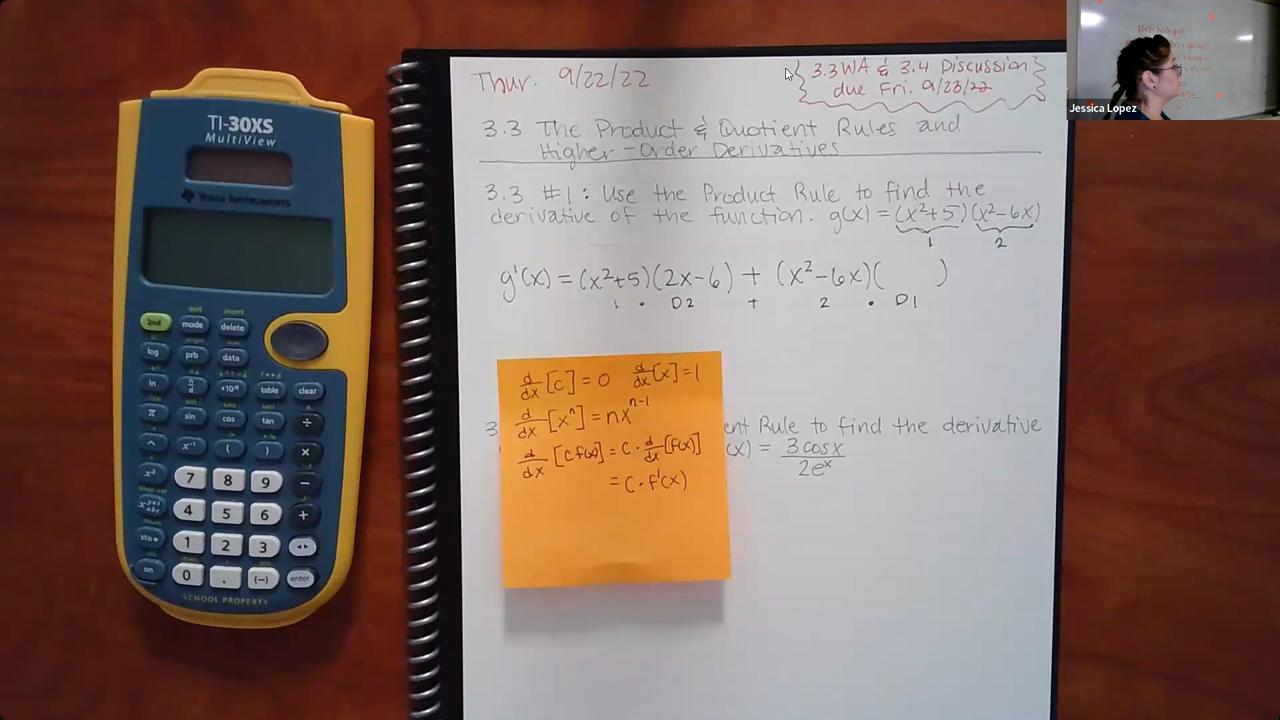 Thur. 9/22/22
3.3 WA & 3.4 Discussion
due Fri. 9/23/22
3.3 The Product & Quotient Rules and
Higher-Order Derivatives
3.3 #1: Use the Product Rule to find the
derivative of the function. g(x) = (x²+5)(x²-6x)
1 2
g'(x) = (x²+5)(2x-6) + (x²-6x)( )
1 · D2 + 2 · D1
d/dx [c] = 0 d/dx [x] = 1
d/dx [xⁿ] = nxⁿ⁻¹
d/dx [c f(x)] = c · d/dx [f(x)]
= c · f'(x)
3
ent Rule to find the derivative
(x) = 3cosx / 2eˣ
TI-30XS
MultiView
TEXAS INSTRUMENTS
quit insert
2nd mode delete
log prb data
ln n/d ×10ⁿ table clear
π sin cos tan ÷
^ x⁻¹ ( ) ×
x² 7 8 9 −
4 5 6 +
sto▸ 1 2 3 ◂▸
on 0 . (−) enter
SCHOOL PROPERTY
Jessica Lopez